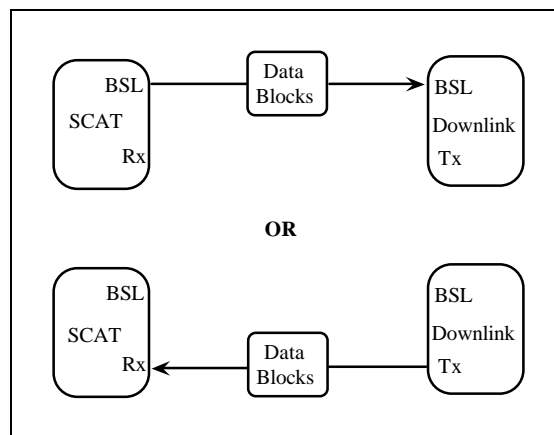 BSL
SCAT
Rx
Data
Blocks
BSL
Downlink
Tx
OR
BSL
SCAT
Rx
Data
Blocks
BSL
Downlink
Tx